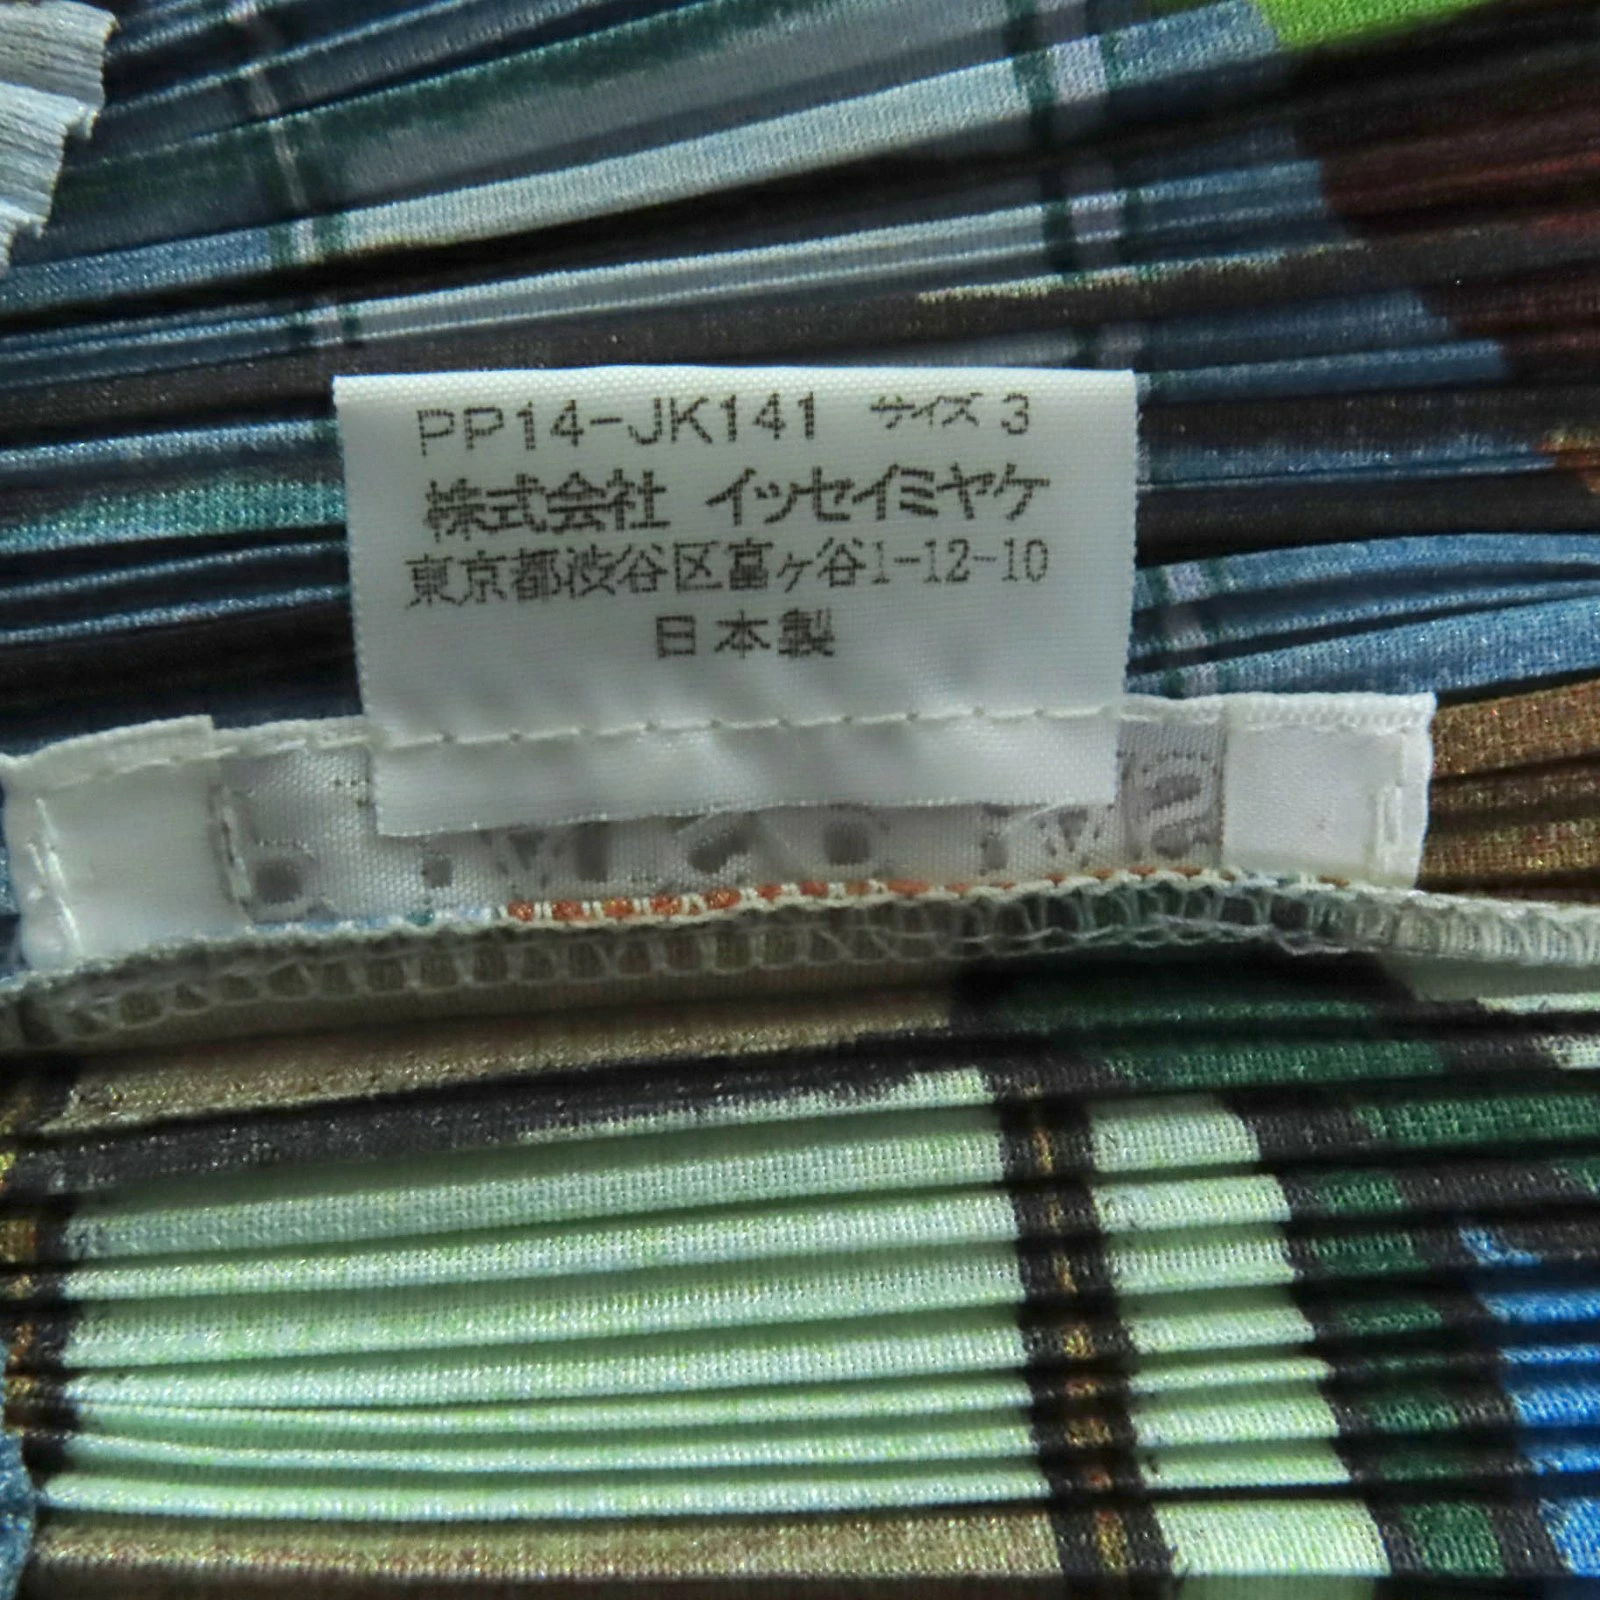 PP14-JK141 サイズ 3
株式会社 イッセイミヤケ
東京都渋谷区富ヶ谷1-12-10
日本製